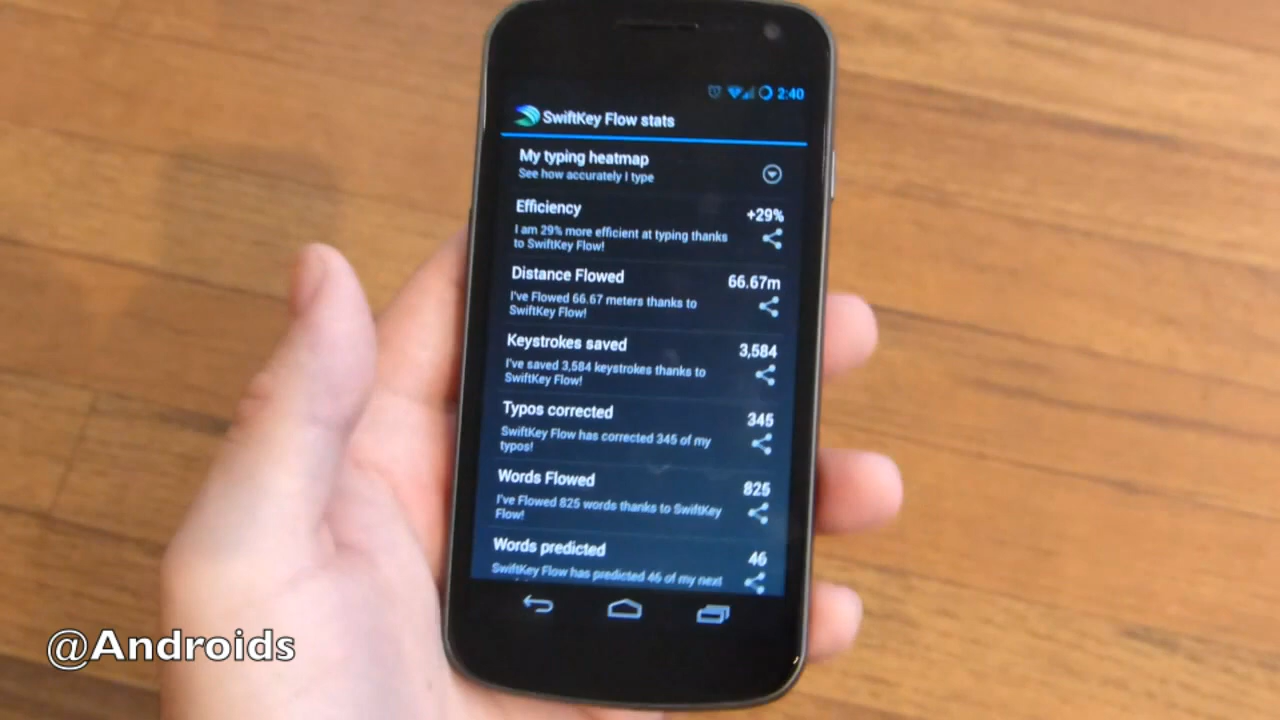 2:40
SwiftKey Flow stats
My typing heatmap
See how accurately I type
Efficiency
+29%
I am 29% more efficient at typing thanks
to SwiftKey Flow!
Distance Flowed
66.67m
I've Flowed 66.67 meters thanks to
SwiftKey Flow!
Keystrokes saved
3,584
I've saved 3,584 keystrokes thanks to
SwiftKey Flow!
Typos corrected
345
SwiftKey Flow has corrected 345 of my
typos!
Words Flowed
825
I've Flowed 825 words thanks to SwiftKey
Flow!
Words predicted
46
SwiftKey Flow has predicted 46 of my next
@Androids